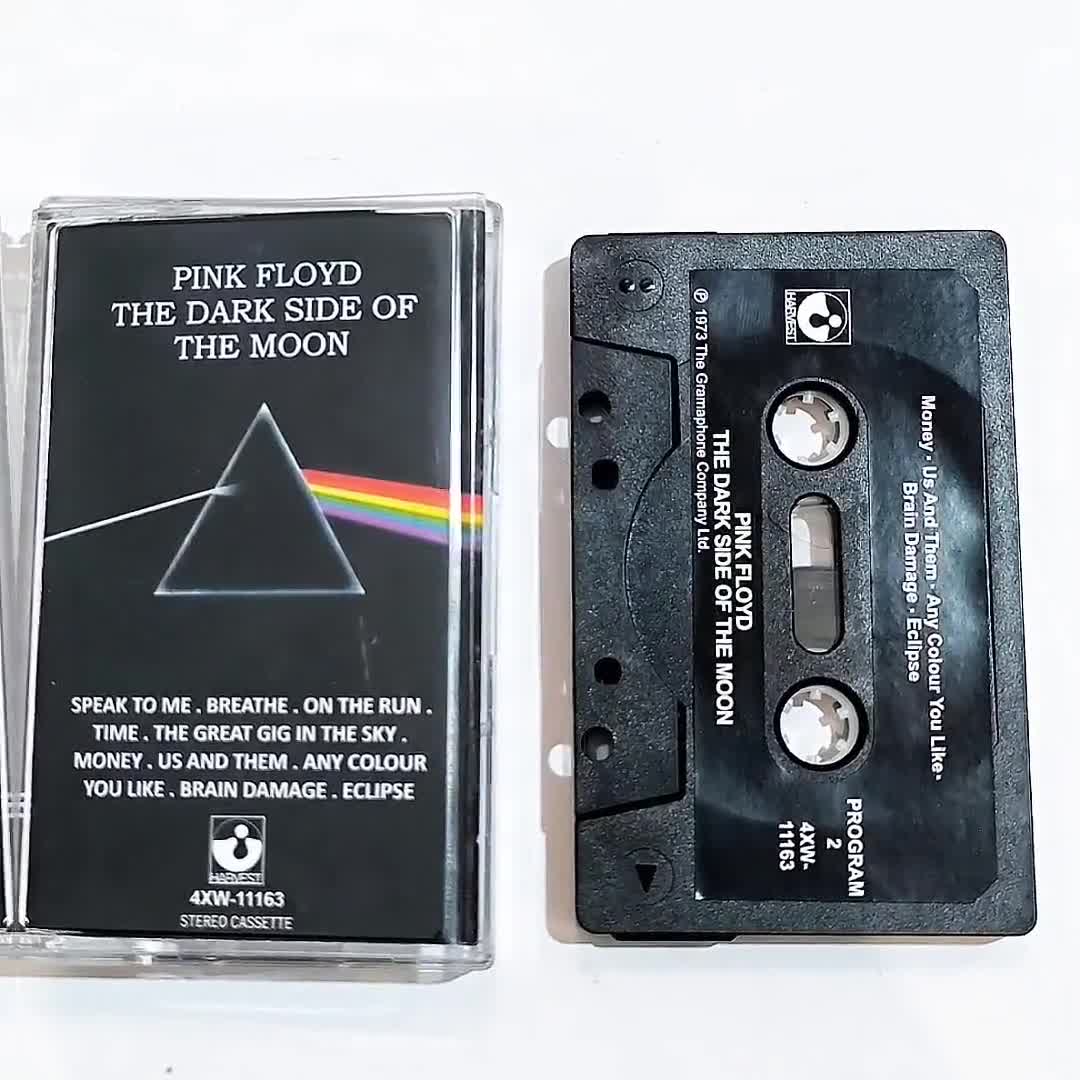 PINK FLOYD
THE DARK SIDE OF
THE MOON
SPEAK TO ME . BREATHE . ON THE RUN .
TIME . THE GREAT GIG IN THE SKY .
MONEY . US AND THEM . ANY COLOUR
YOU LIKE . BRAIN DAMAGE . ECLIPSE
HARVEST
4XW-11163
STEREO CASSETTE
HARVEST
Money • Us And Them • Any Colour You Like •
Brain Damage • Eclipse
PROGRAM
2
4XW-
11163
PINK FLOYD
THE DARK SIDE OF THE MOON
℗ 1973 The Gramaphone Company Ltd.